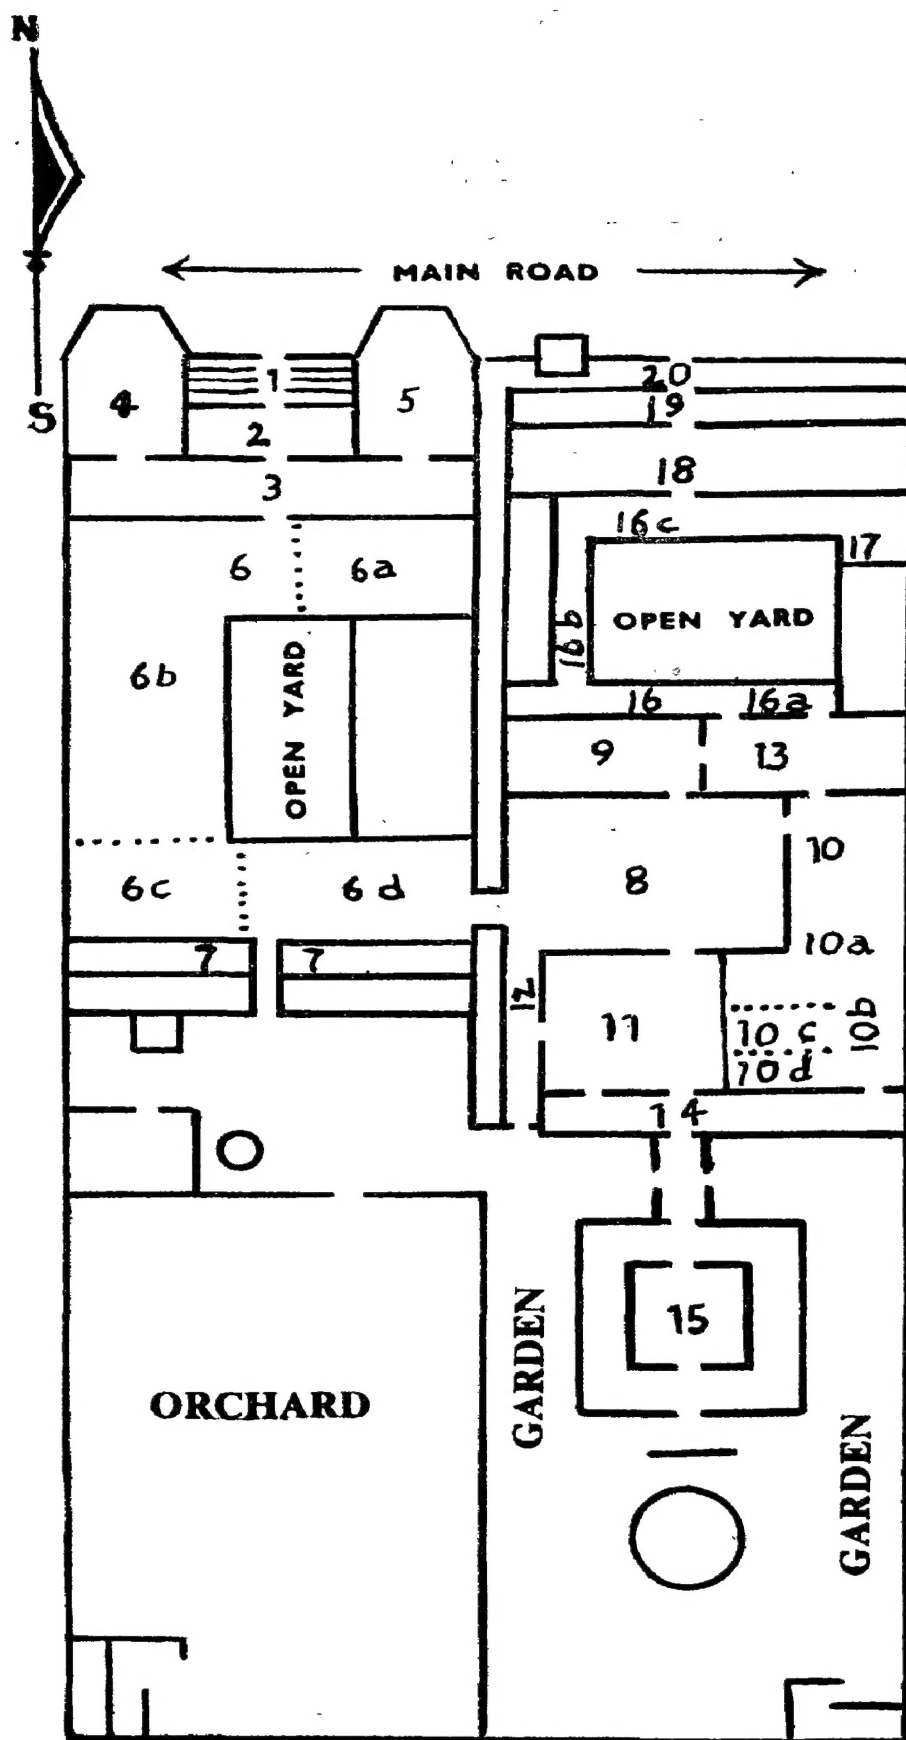 N
MAIN ROAD
S
1
20
4
5
19
2
18
3
16c
17
6
6a
OPEN YARD
16b
6b
OPEN YARD
16
16a
9
13
10
6c
6d
8
10a
7
7
12
11
10c
10b
10d
14
15
GARDEN
ORCHARD
GARDEN